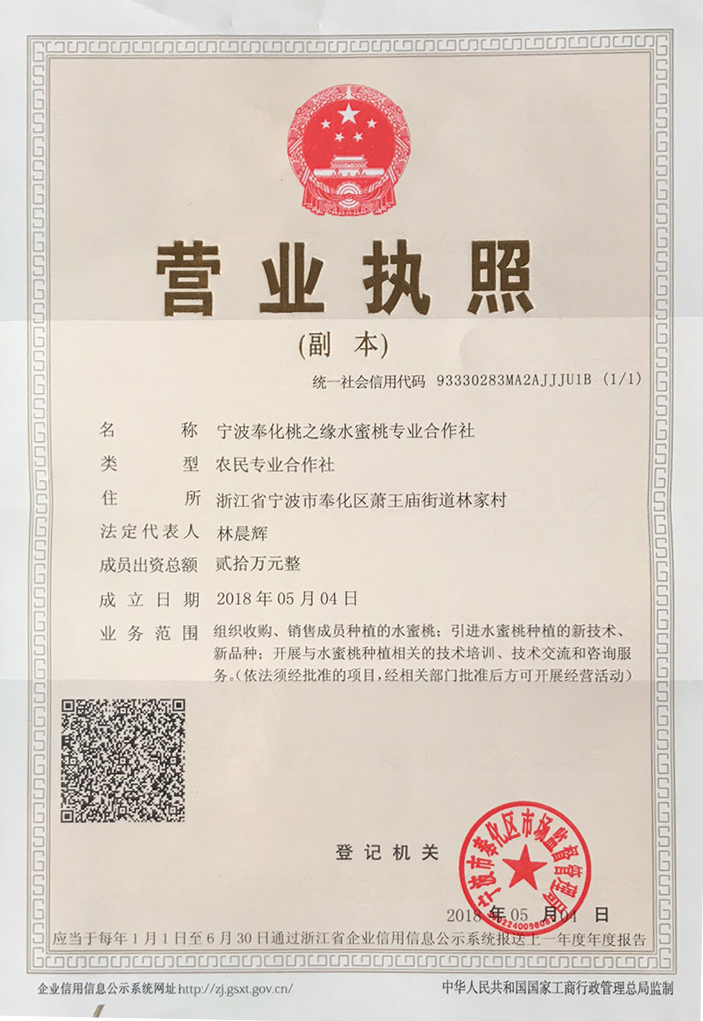 营业执照
(副 本)
统一社会信用代码 93330283MA2AJJJU1B (1/1)
名 称 宁波奉化桃之缘水蜜桃专业合作社
类 型 农民专业合作社
住 所 浙江省宁波市奉化区萧王庙街道林家村
法定代表人 林晨辉
成员出资总额 贰拾万元整
成立日期 2018年05月04日
业务范围 组织收购、销售成员种植的水蜜桃；引进水蜜桃种植的新技术、
新品种；开展与水蜜桃种植相关的技术培训、技术交流和咨询服
务。(依法须经批准的项目,经相关部门批准后方可开展经营活动)
登记机关
宁波市奉化区市场监督管理局
2018年05月04日
应当于每年1月1日至6月30日通过浙江省企业信用信息公示系统报送上一年度年度报告
企业信用信息公示系统网址http://zj.gsxt.gov.cn/
中华人民共和国国家工商行政管理总局监制